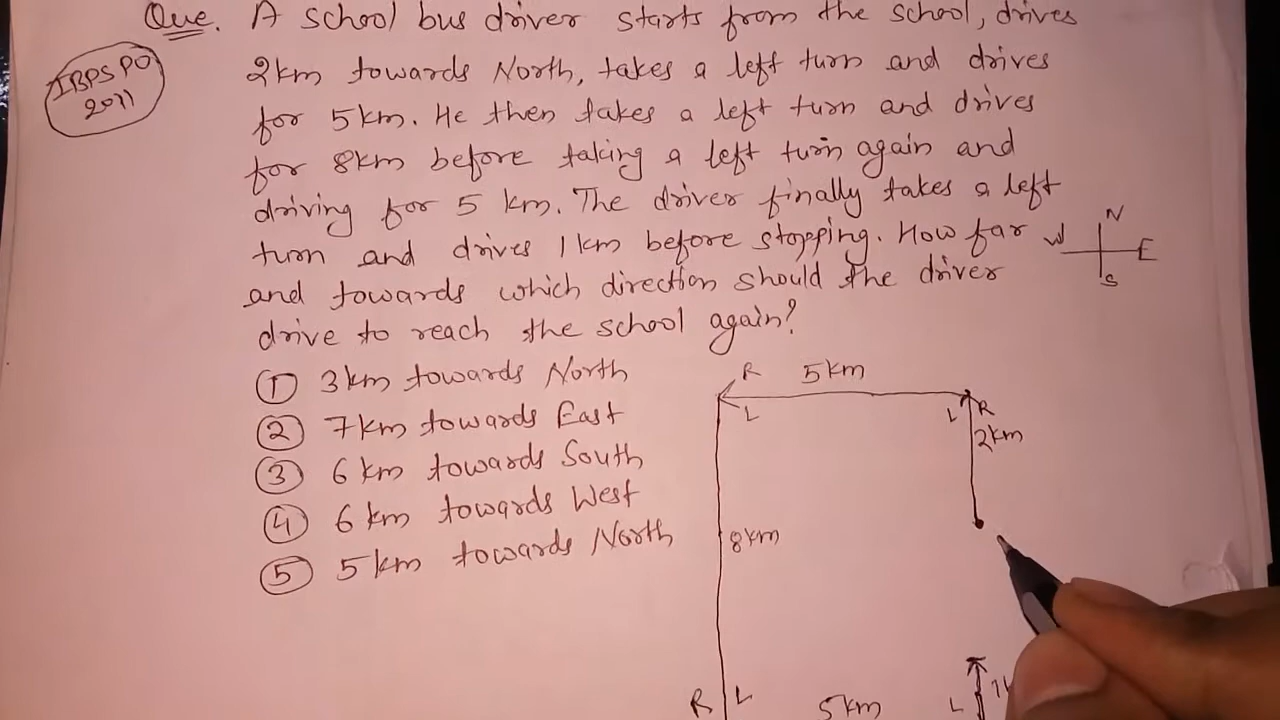 Que. A school bus driver starts from the school, drives
IBPS PO
2011
2km towards North, takes a left turn and drives
for 5km. He then takes a left turn and drives
for 8km before taking a left turn again and
driving for 5 km. The driver finally takes a left
turn and drives 1km before stopping. How far
and towards which direction should the driver
drive to reach the school again?
N
W E
S
① 3km towards North
② 7km towards East
③ 6 km towards South
④ 6 km towards West
⑤ 5 km towards North
R 5km
L L R
2km
8km
R L 5km L